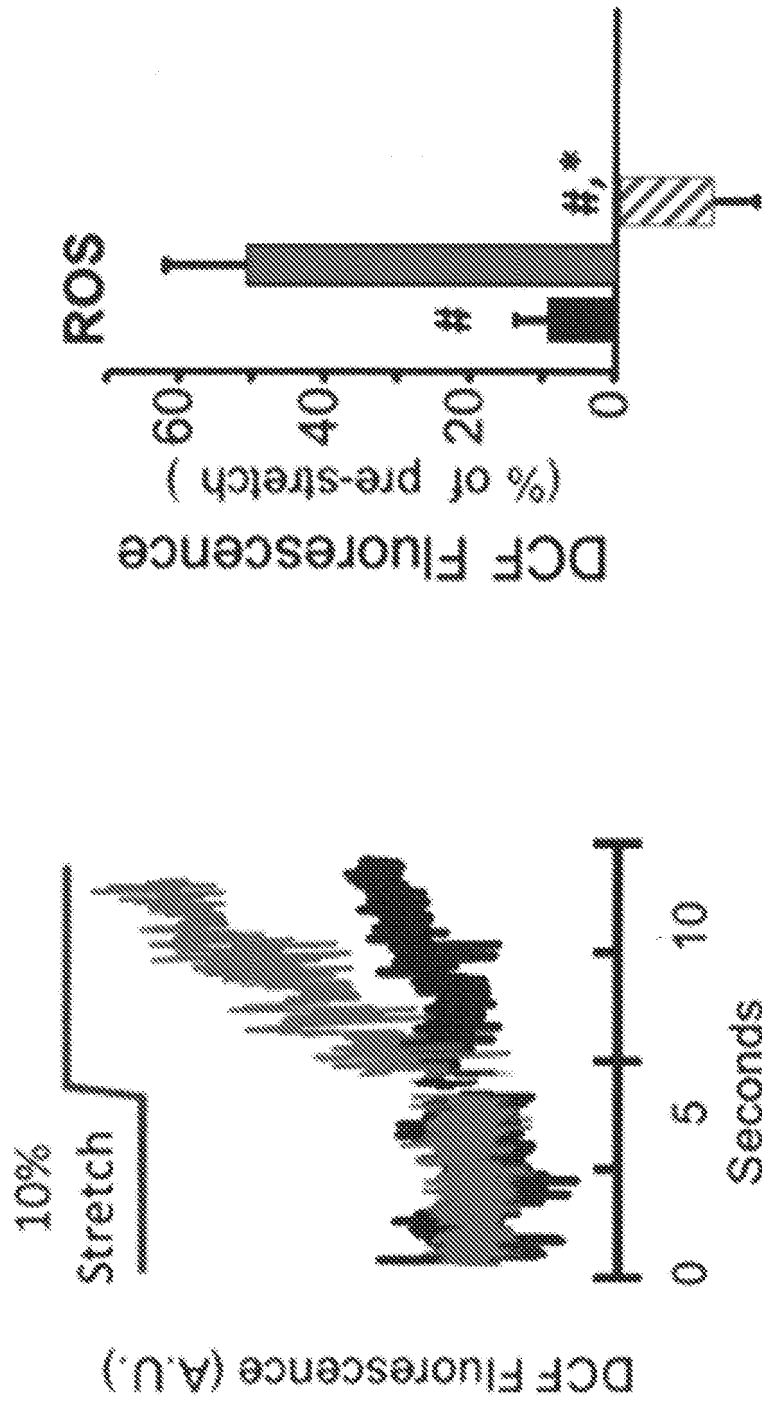 10%
Stretch
DCF Fluorescence (A.U.)
0
5
10
Seconds
ROS
DCF Fluorescence
(% of pre-stretch )
60
40
20
0
#
#,*